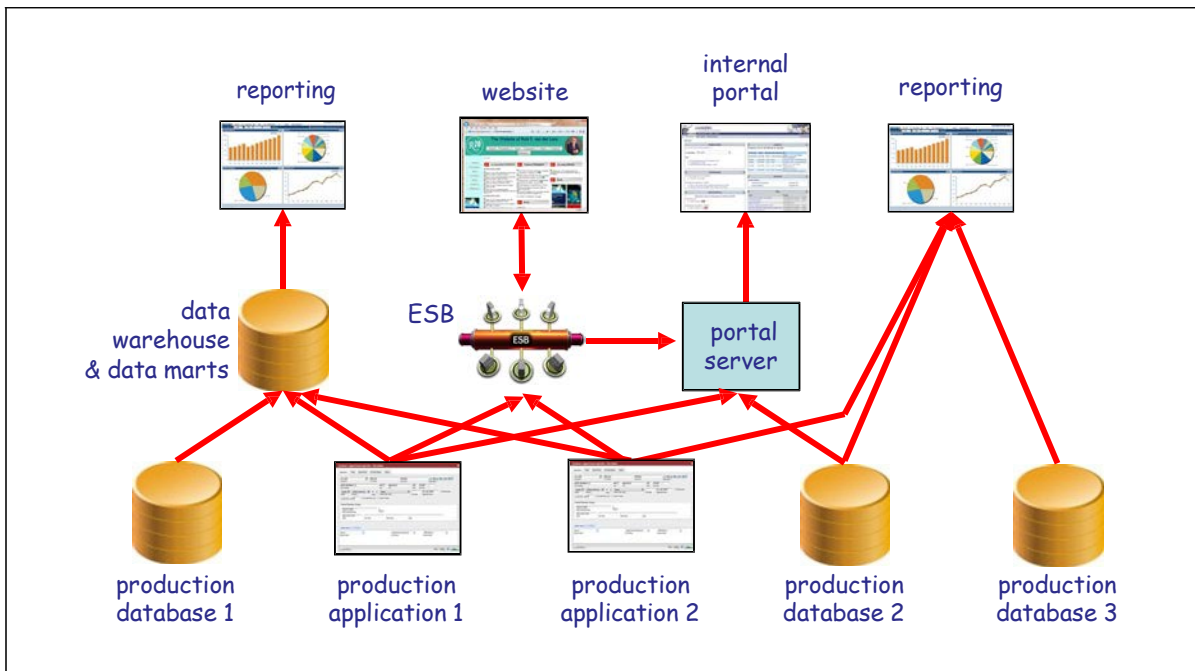 reporting
website
internal
portal
reporting
data
warehouse
& data marts
ESB
ESB
portal
server
production
database 1
production
application 1
production
application 2
production
database 2
production
database 3